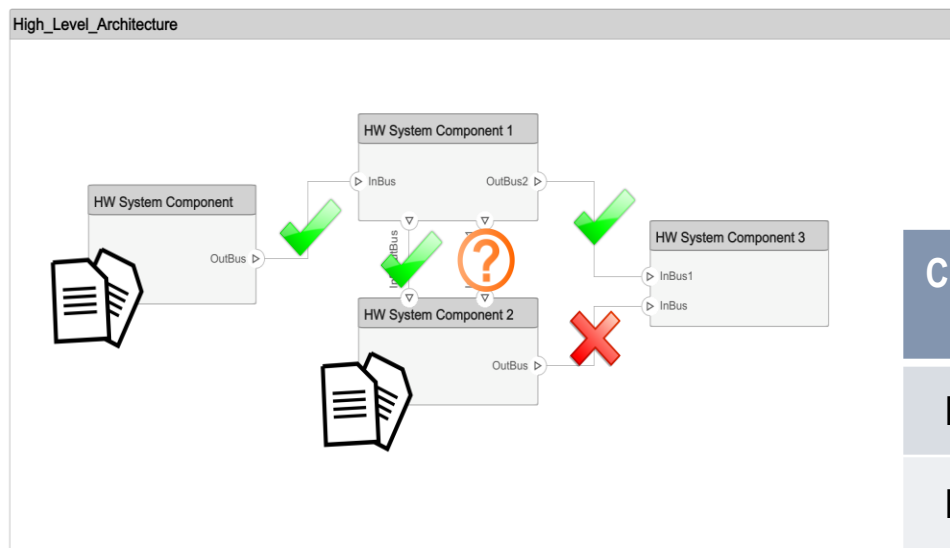 High_Level_Architecture
HW System Component 1
InBus
OutBus2
HW System Component
OutBus
HW System Component 3
InBus1
InBus
HW System Component 2
OutBus